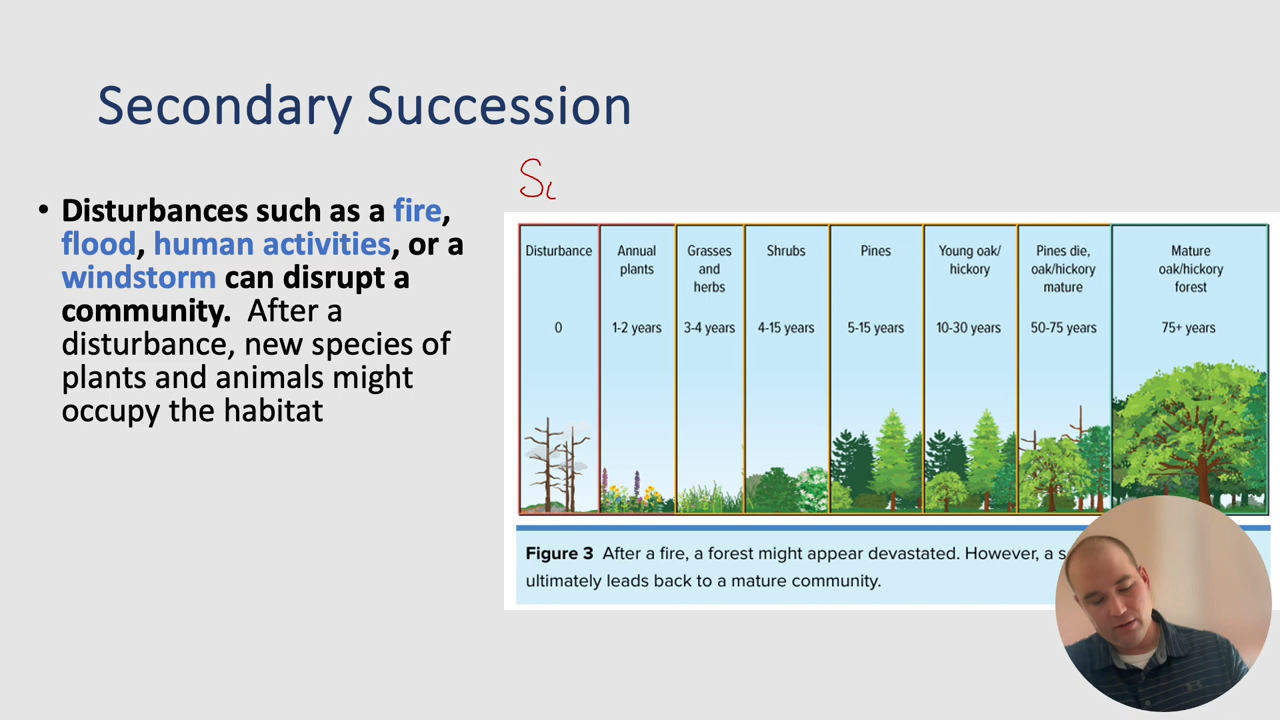 Secondary Succession
• Disturbances such as a fire,
flood, human activities, or a
windstorm can disrupt a
community. After a
disturbance, new species of
plants and animals might
occupy the habitat
Disturbance
0
Annual
plants
1-2 years
Grasses
and
herbs
3-4 years
Shrubs
4-15 years
Pines
5-15 years
Young oak/
hickory
10-30 years
Pines die,
oak/hickory
mature
50-75 years
Mature
oak/hickory
forest
75+ years
Figure 3 After a fire, a forest might appear devastated. However, a
ultimately leads back to a mature community.